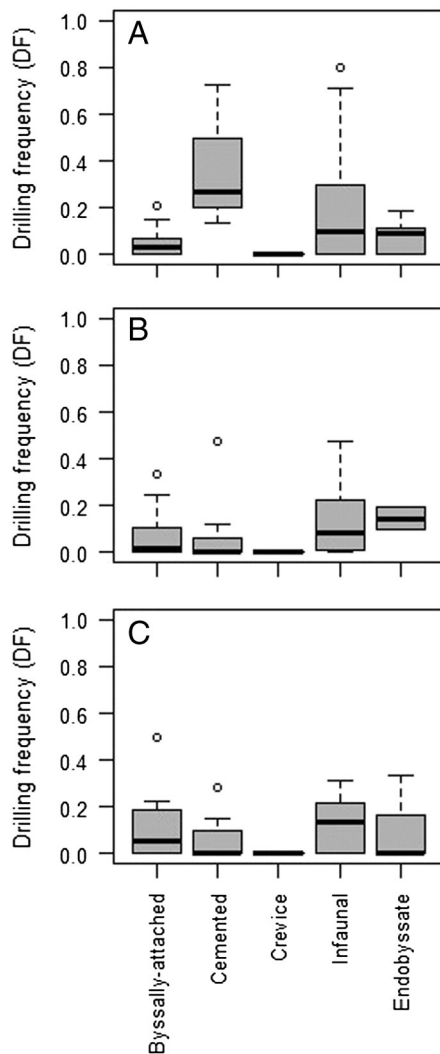 A
Drilling frequency (DF)
1.0
0.8
0.6
0.4
0.2
0.0
B
Drilling frequency (DF)
1.0
0.8
0.6
0.4
0.2
0.0
C
Drilling frequency (DF)
1.0
0.8
0.6
0.4
0.2
0.0
Byssally-attached
Cemented
Crevice
Infaunal
Endobyssate